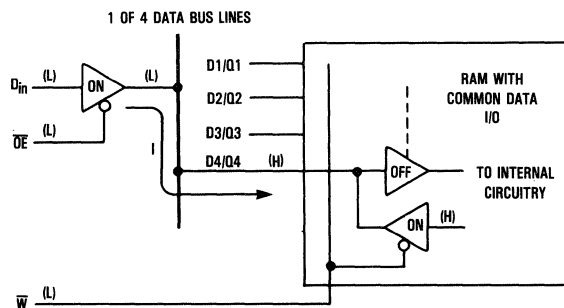 1 OF 4 DATA BUS LINES
Din (L) ON (L)
D1/Q1
D2/Q2
D3/Q3
D4/Q4 (H)
RAM WITH
COMMON DATA
I/O
OE (L)
I
OFF
TO INTERNAL
CIRCUITRY
ON (H)
W (L)